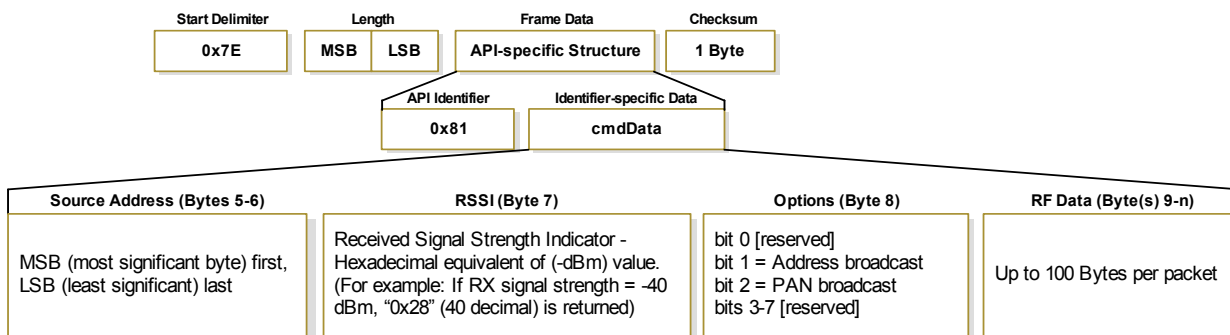 Start Delimiter
Length
Frame Data
Checksum
0x7E
MSB
LSB
API-specific Structure
1 Byte
API Identifier
Identifier-specific Data
0x81
cmdData
Source Address (Bytes 5-6)
MSB (most significant byte) first,
LSB (least significant) last
RSSI (Byte 7)
Received Signal Strength Indicator -
Hexadecimal equivalent of (-dBm) value.
(For example: If RX signal strength = -40
dBm, “0x28” (40 decimal) is returned)
Options (Byte 8)
bit 0 [reserved]
bit 1 = Address broadcast
bit 2 = PAN broadcast
bits 3-7 [reserved]
RF Data (Byte(s) 9-n)
Up to 100 Bytes per packet